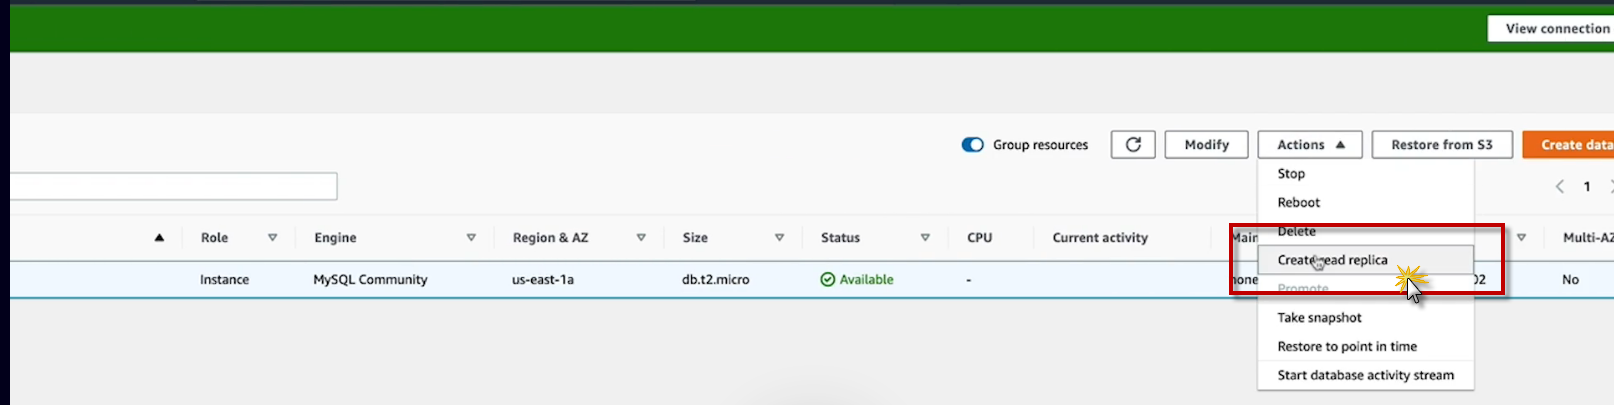 View connection
Group resources Modify Actions Restore from S3 Create data
Stop
1
Reboot
Delete
Role Engine Region & AZ Size Status CPU Current activity Main Multi-AZ
Create read replica
Instance MySQL Community us-east-1a db.t2.micro Available - none 02 No
Promote
Take snapshot
Restore to point in time
Start database activity stream